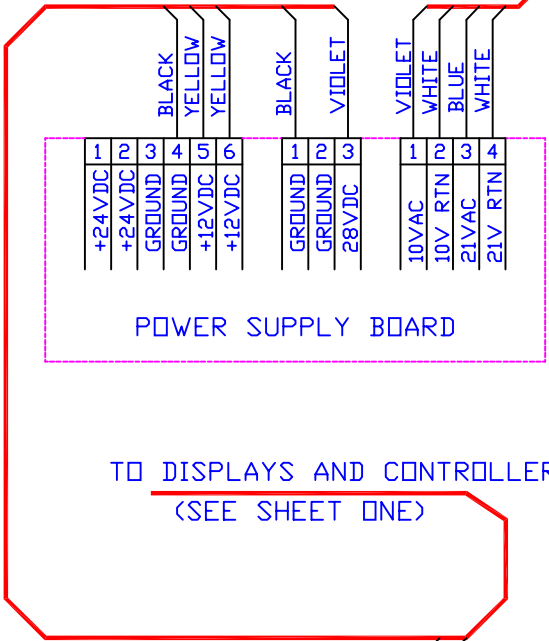 BLACK YELLOW YELLOW BLACK VIOLET VIOLET WHITE BLUE WHITE
1 2 3 4 5 6 1 2 3 1 2 3 4
+24VDC +24VDC GROUND GROUND +12VDC +12VDC GROUND GROUND 28VDC 10VAC 10V RTN 21VAC 21V RTN
POWER SUPPLY BOARD
TO DISPLAYS AND CONTROLLER
(SEE SHEET ONE)